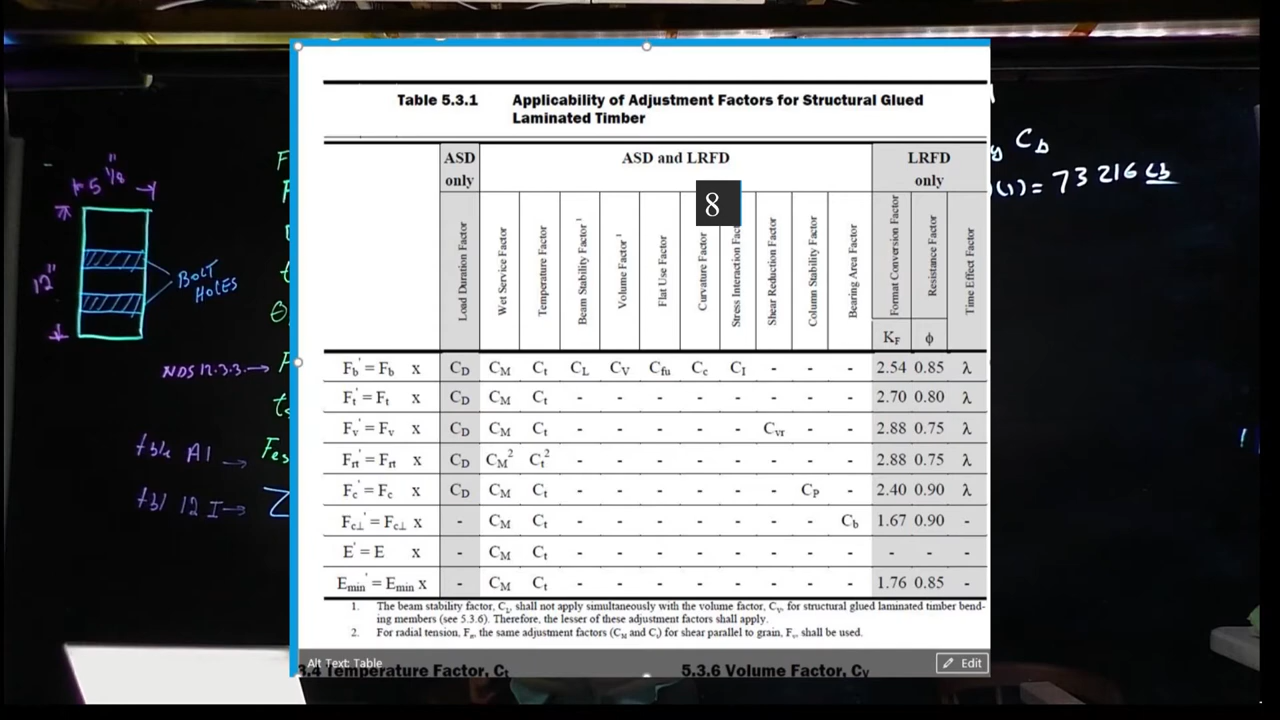 Table 5.3.1 Applicability of Adjustment Factors for Structural Glued
Laminated Timber
ASD only ASD and LRFD LRFD only
8
Load Duration Factor
Wet Service Factor
Temperature Factor
Beam Stability Factor 1
Volume Factor 1
Flat Use Factor
Curvature Factor
Stress Interaction Fact
Shear Reduction Factor
Column Stability Factor
Bearing Area Factor
Format Conversion Factor
Resistance Factor
Time Effect Factor
KF ϕ
Fb' = Fb x CD CM Ct CL CV Cfu Cc CI - - - 2.54 0.85 λ
Ft' = Ft x CD CM Ct - - - - - - - - 2.70 0.80 λ
Fv' = Fv x CD CM Ct - - - - - Cvr - - 2.88 0.75 λ
Frt' = Frt x CD CM2 Ct2 - - - - - - - - 2.88 0.75 λ
Fc' = Fc x CD CM Ct - - - - - - CP - 2.40 0.90 λ
Fc⊥' = Fc⊥ x - CM Ct - - - - - - - Cb 1.67 0.90 -
E' = E x - CM Ct - - - - - - - - - - -
Emin' = Emin x - CM Ct - - - - - - - - 1.76 0.85 -
1. The beam stability factor, CL, shall not apply simultaneously with the volume factor, CV, for structural glued laminated timber bend-
ing members (see 5.3.6). Therefore, the lesser of these adjustment factors shall apply.
2. For radial tension, Frt, the same adjustment factors (CM and Ct) for shear parallel to grain, Fv, shall be used.
Alt Text: Table Edit
3.4 Temperature Factor, Ct 5.3.6 Volume Factor, CV
5 1/8"
12"
BOLT
HOLES
NDS 12.3.3 →
tble A1 → Fes
tbl 12 I → Z
Cb
(1) = 73 216 Cb